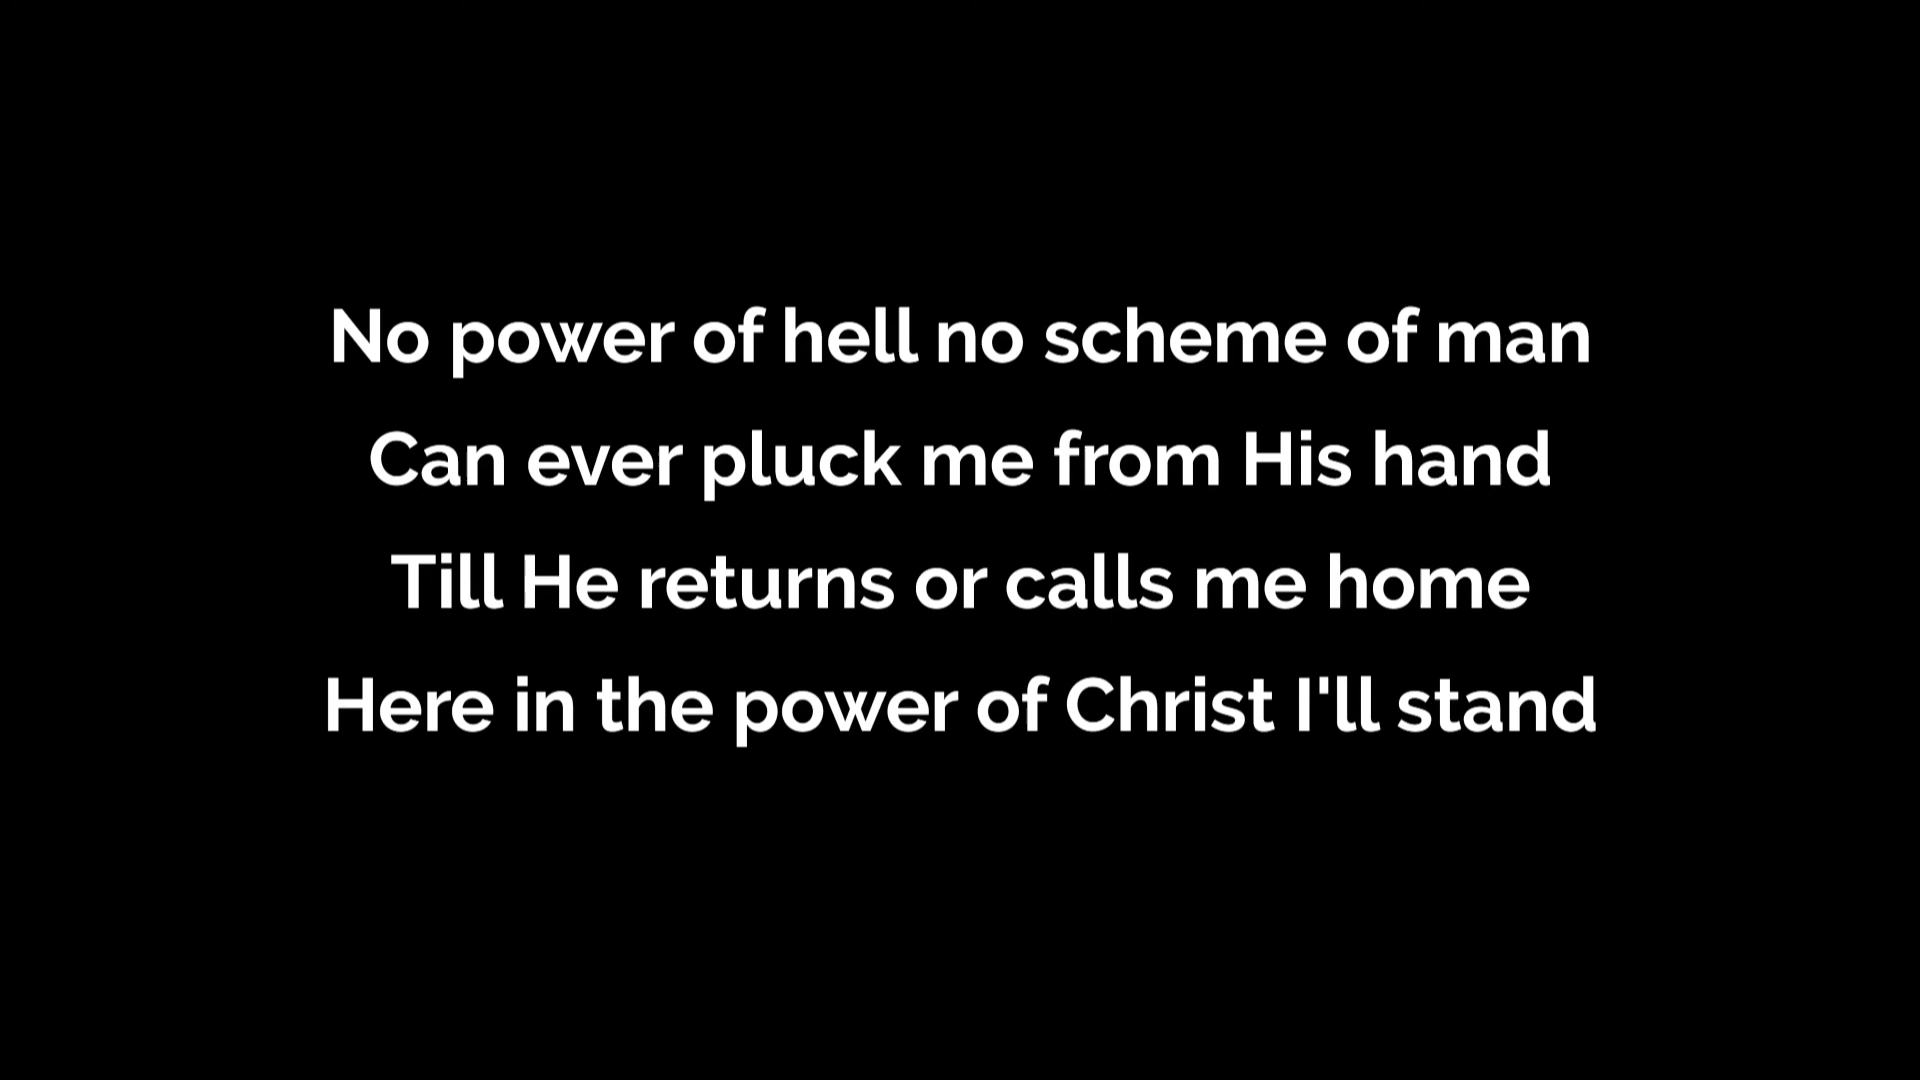 No power of hell no scheme of man
Can ever pluck me from His hand
Till He returns or calls me home
Here in the power of Christ I'll stand